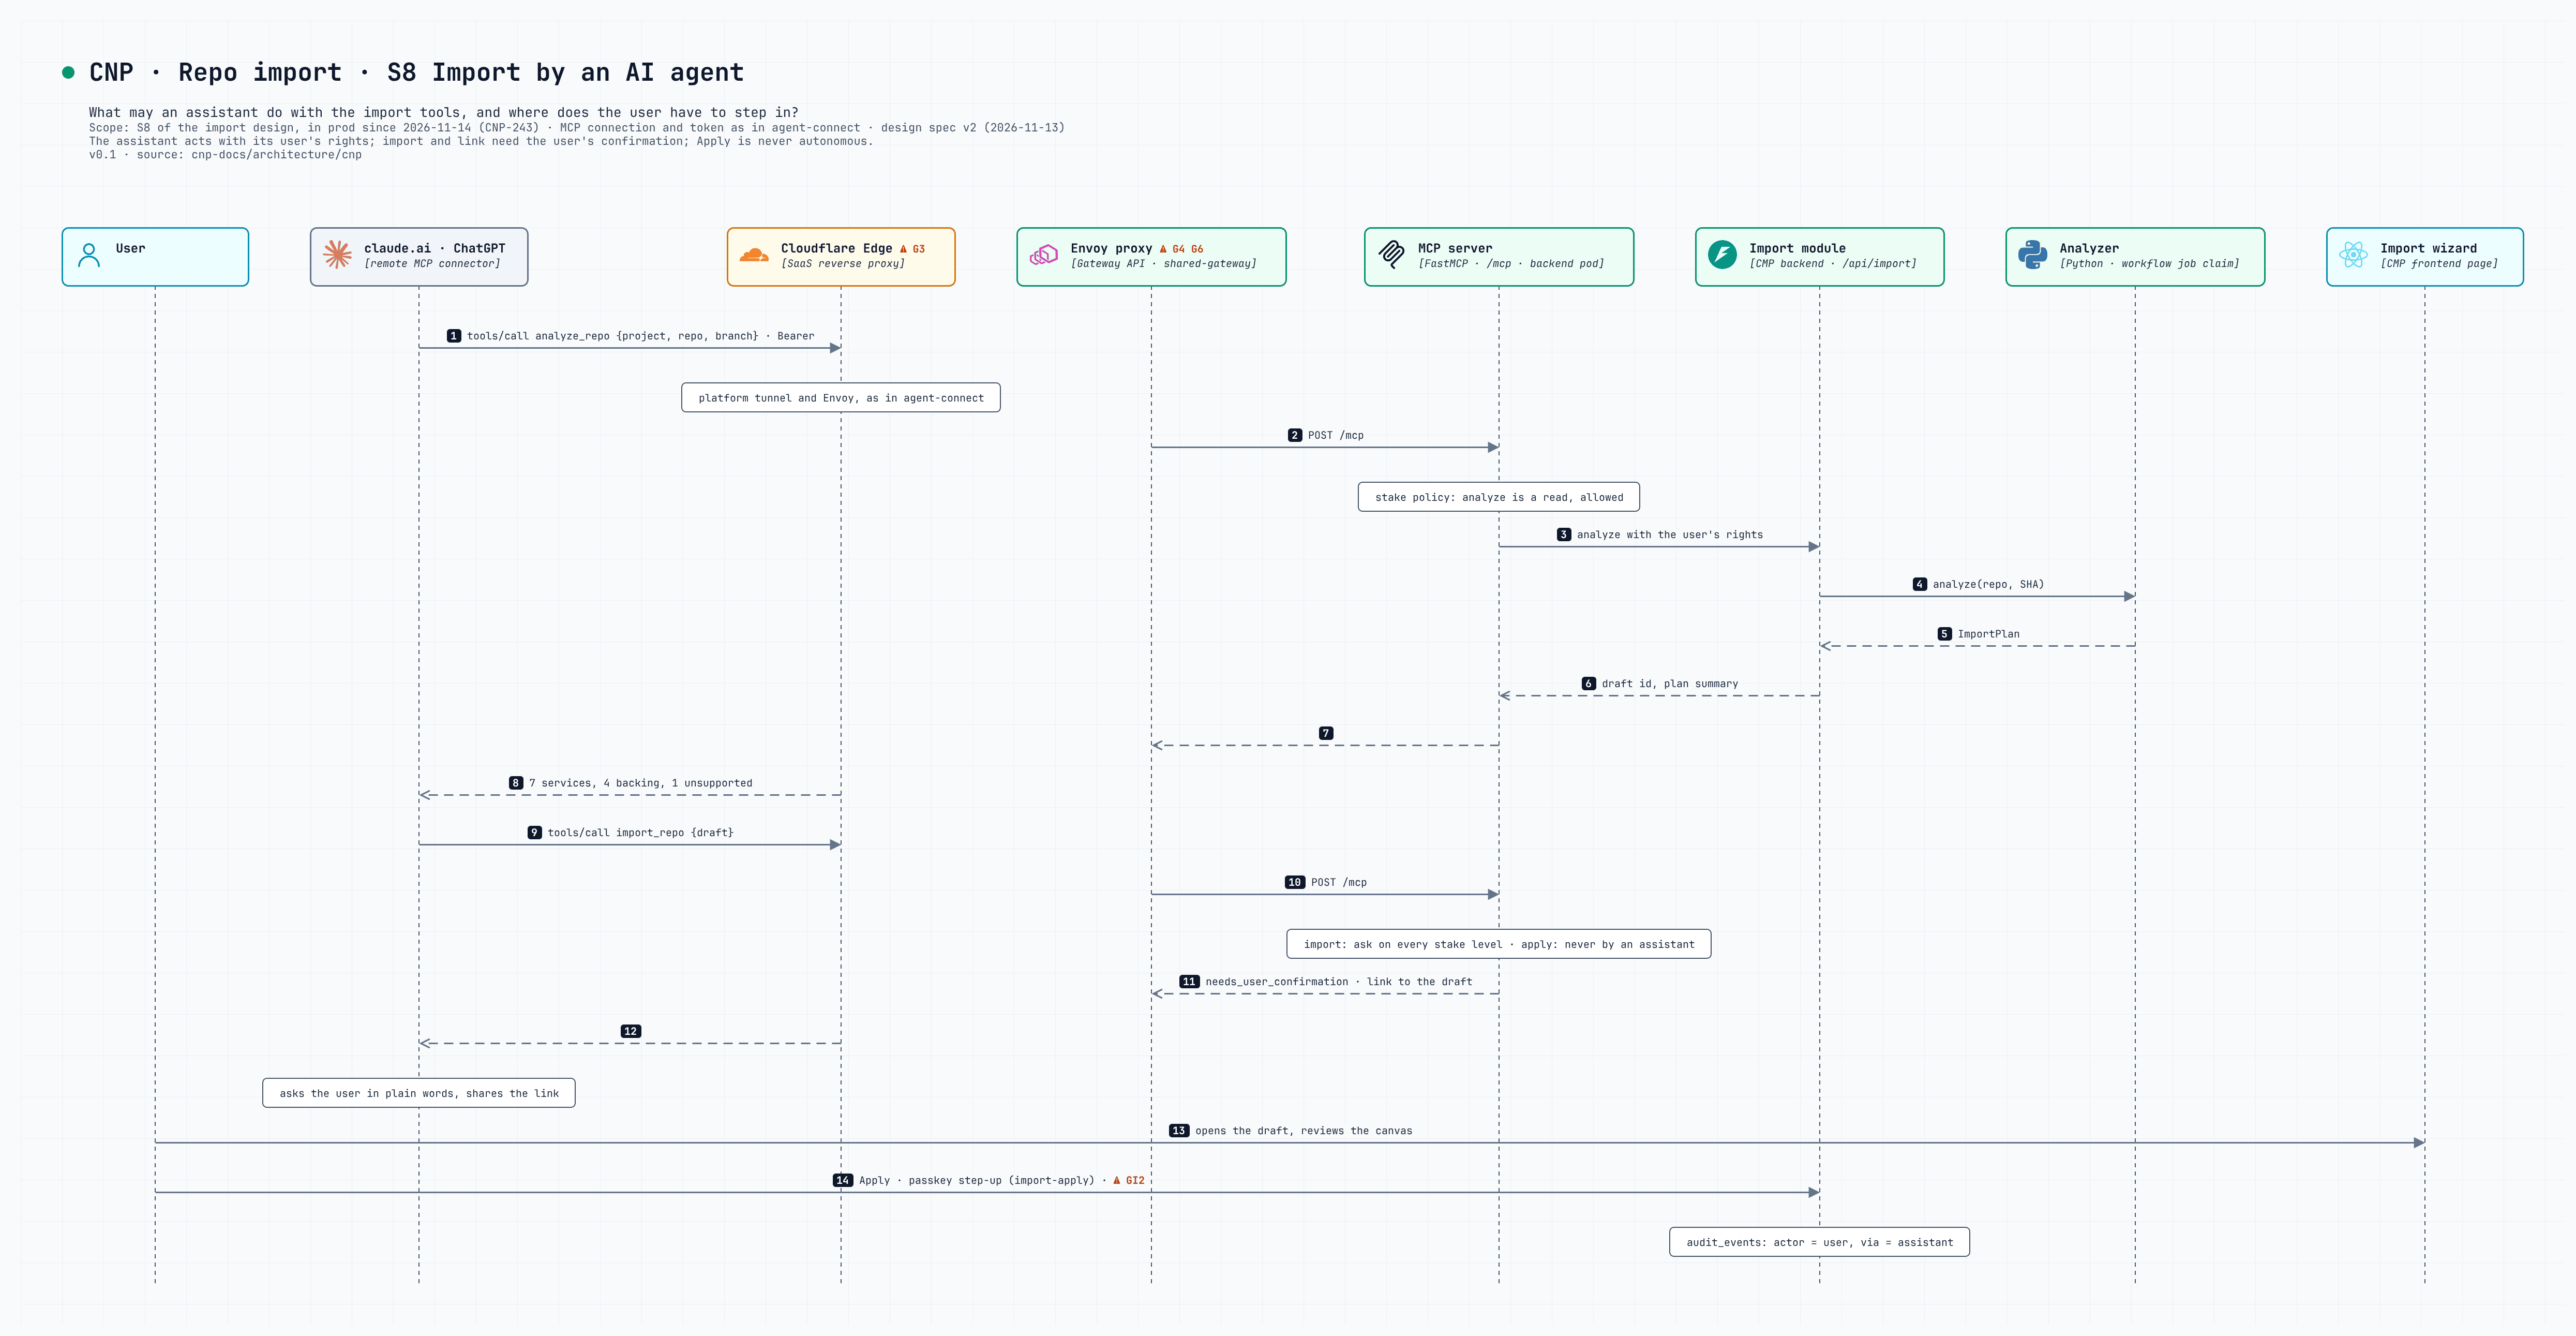 CNP · Repo import · S8 Import by an AI agent
What may an assistant do with the import tools, and where does the user have to step in?
Scope: S8 of the import design, in prod since 2026-11-14 (CNP-243) · MCP connection and token as in agent-connect · design spec v2 (2026-11-13)
The assistant acts with its user's rights; import and link need the user's confirmation; Apply is never autonomous.
v0.1 · source: cnp-docs/architecture/cnp
User
claude.ai · ChatGPT
[remote MCP connector]
Cloudflare Edge ⚠ G3
[SaaS reverse proxy]
Envoy proxy ⚠ G4 G6
[Gateway API · shared-gateway]
MCP server
[FastMCP · /mcp · backend pod]
Import module
[CMP backend · /api/import]
Analyzer
[Python · workflow job claim]
Import wizard
[CMP frontend page]
1 tools/call analyze_repo {project, repo, branch} · Bearer
platform tunnel and Envoy, as in agent-connect
2 POST /mcp
stake policy: analyze is a read, allowed
3 analyze with the user's rights
4 analyze(repo, SHA)
5 ImportPlan
6 draft id, plan summary
7
8 7 services, 4 backing, 1 unsupported
9 tools/call import_repo {draft}
10 POST /mcp
import: ask on every stake level · apply: never by an assistant
11 needs_user_confirmation · link to the draft
12
asks the user in plain words, shares the link
13 opens the draft, reviews the canvas
14 Apply · passkey step-up (import-apply) · ⚠ GI2
audit_events: actor = user, via = assistant